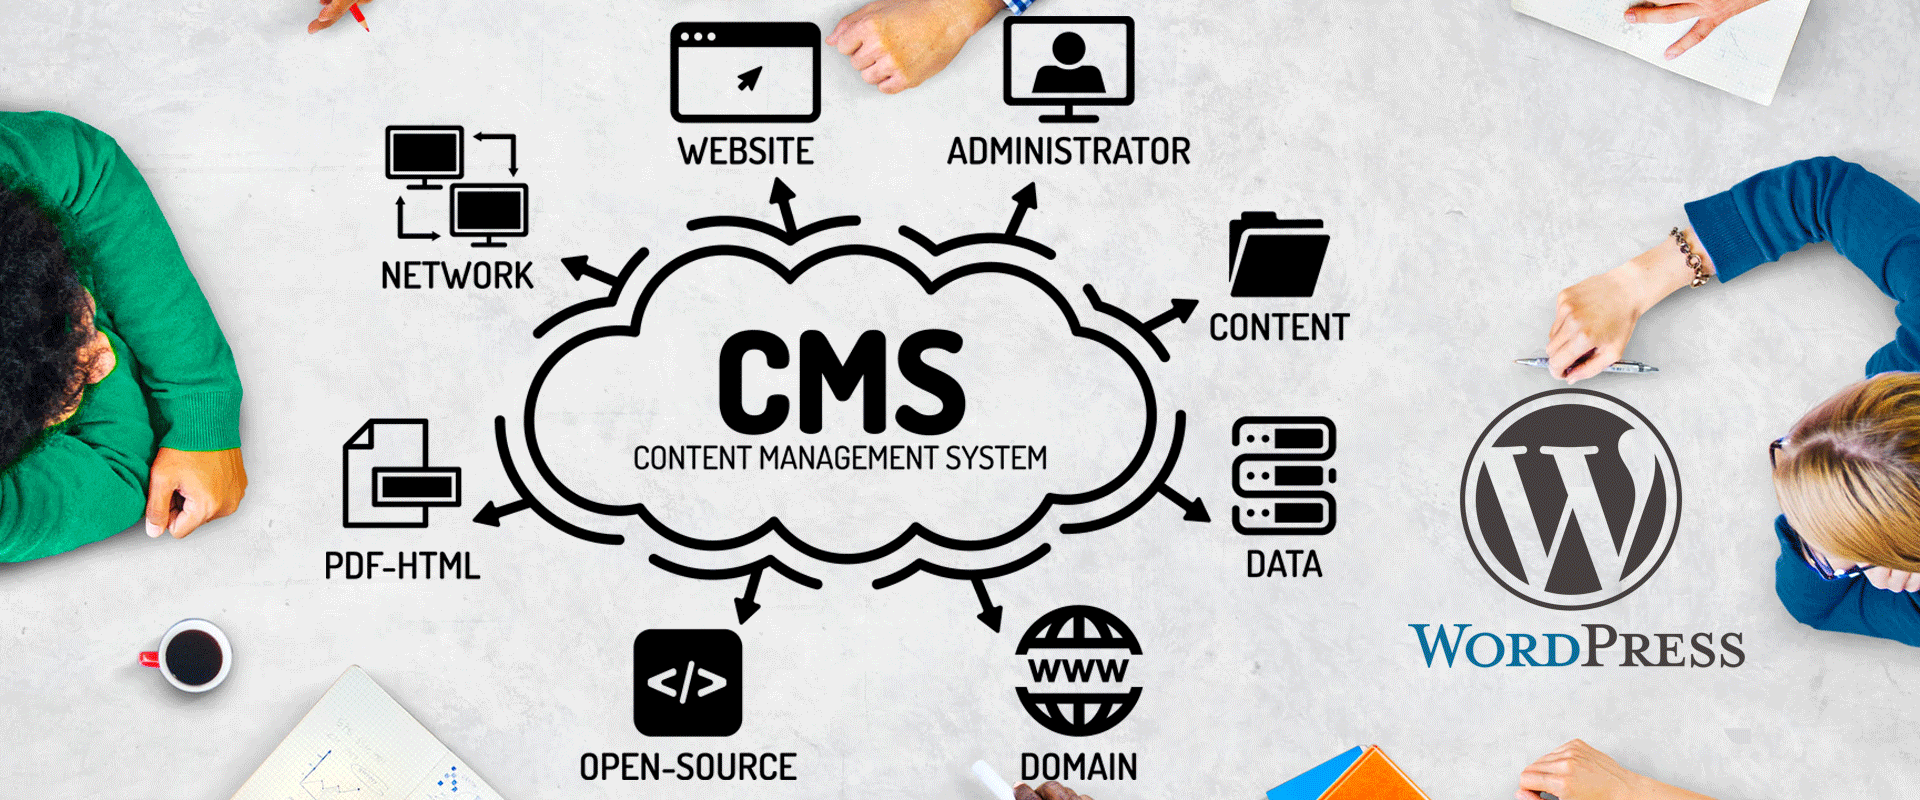 WEBSITE
ADMINISTRATOR
NETWORK
CONTENT
CMS
CONTENT MANAGEMENT SYSTEM
PDF-HTML
DATA
WORDPRESS
WWW
OPEN-SOURCE
DOMAIN